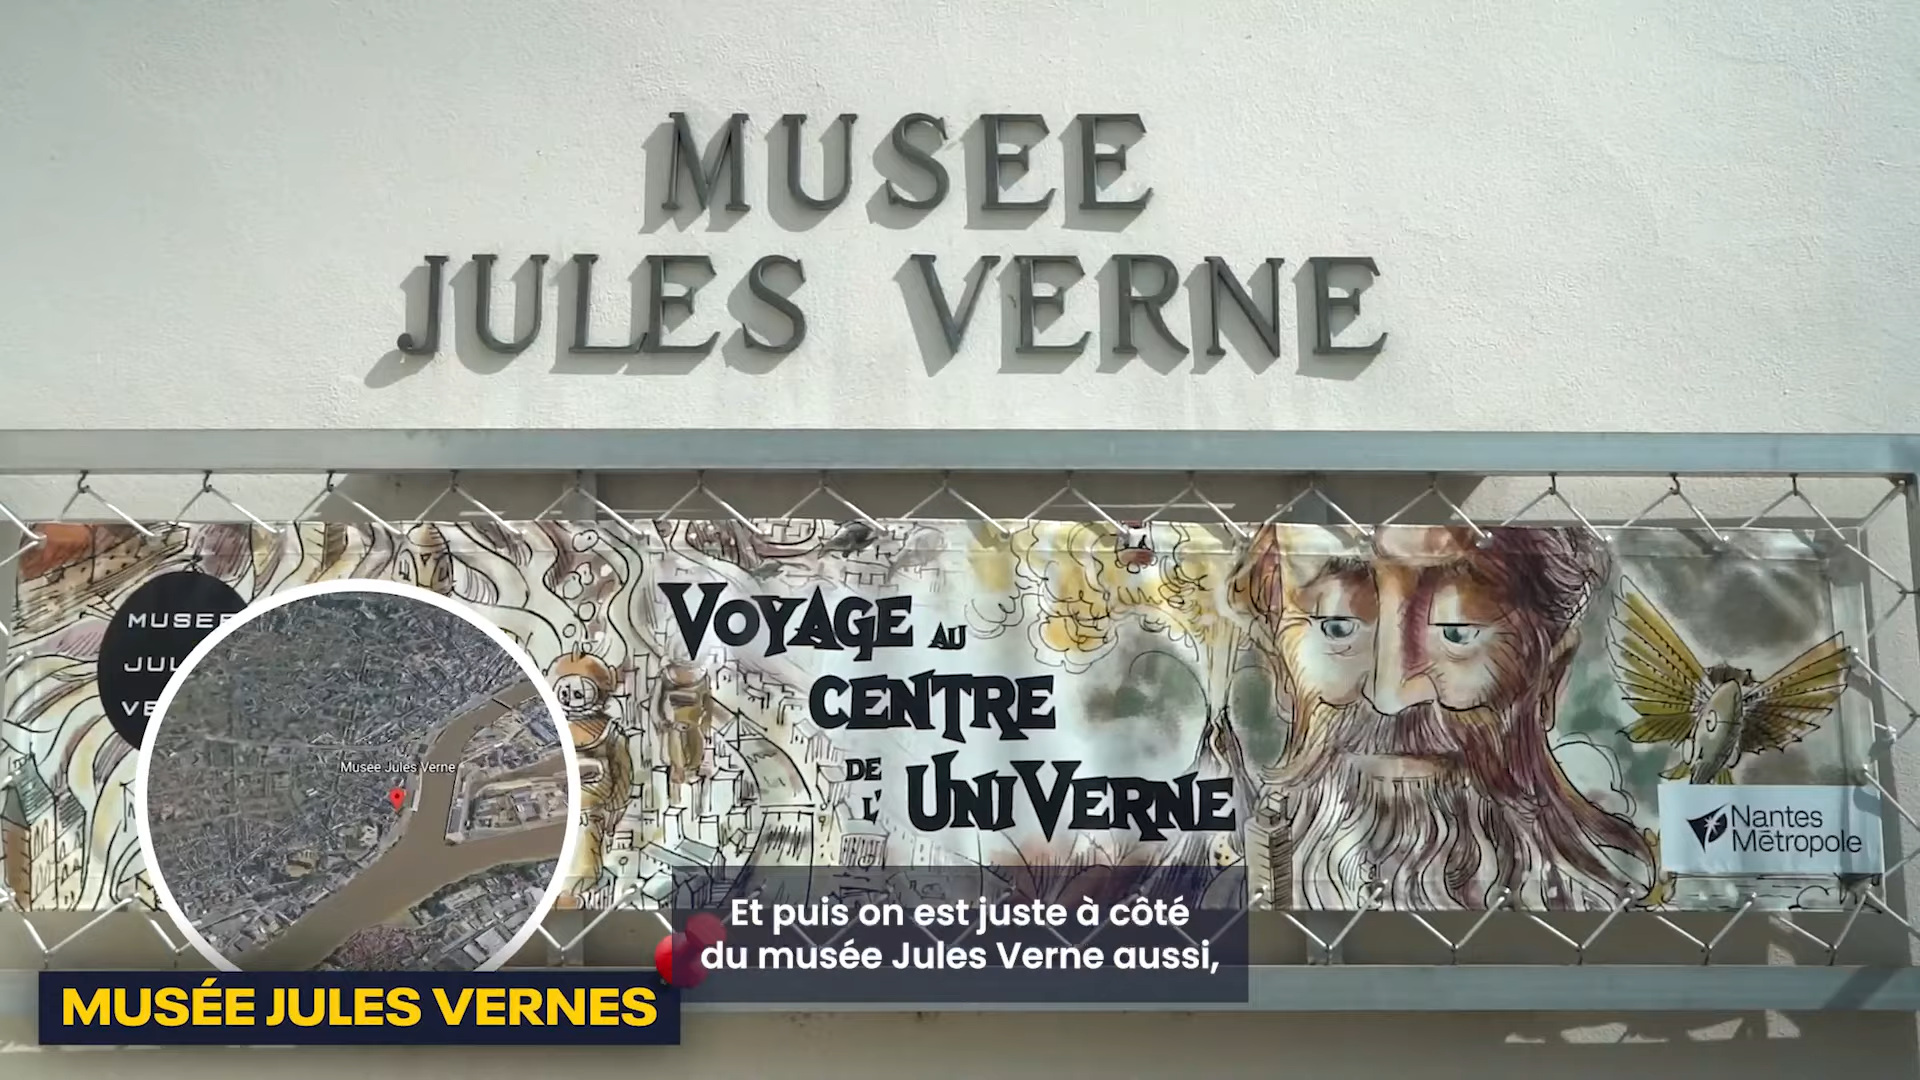 MUSEE
JULES VERNE
MUSEE
JUL
VE
VOYAGE AU
CENTRE
DE
L'
UNIVERNE
Nantes
Métropole
Musée Jules Verne
Et puis on est juste à côté
du musée Jules Verne aussi,
MUSÉE JULES VERNES